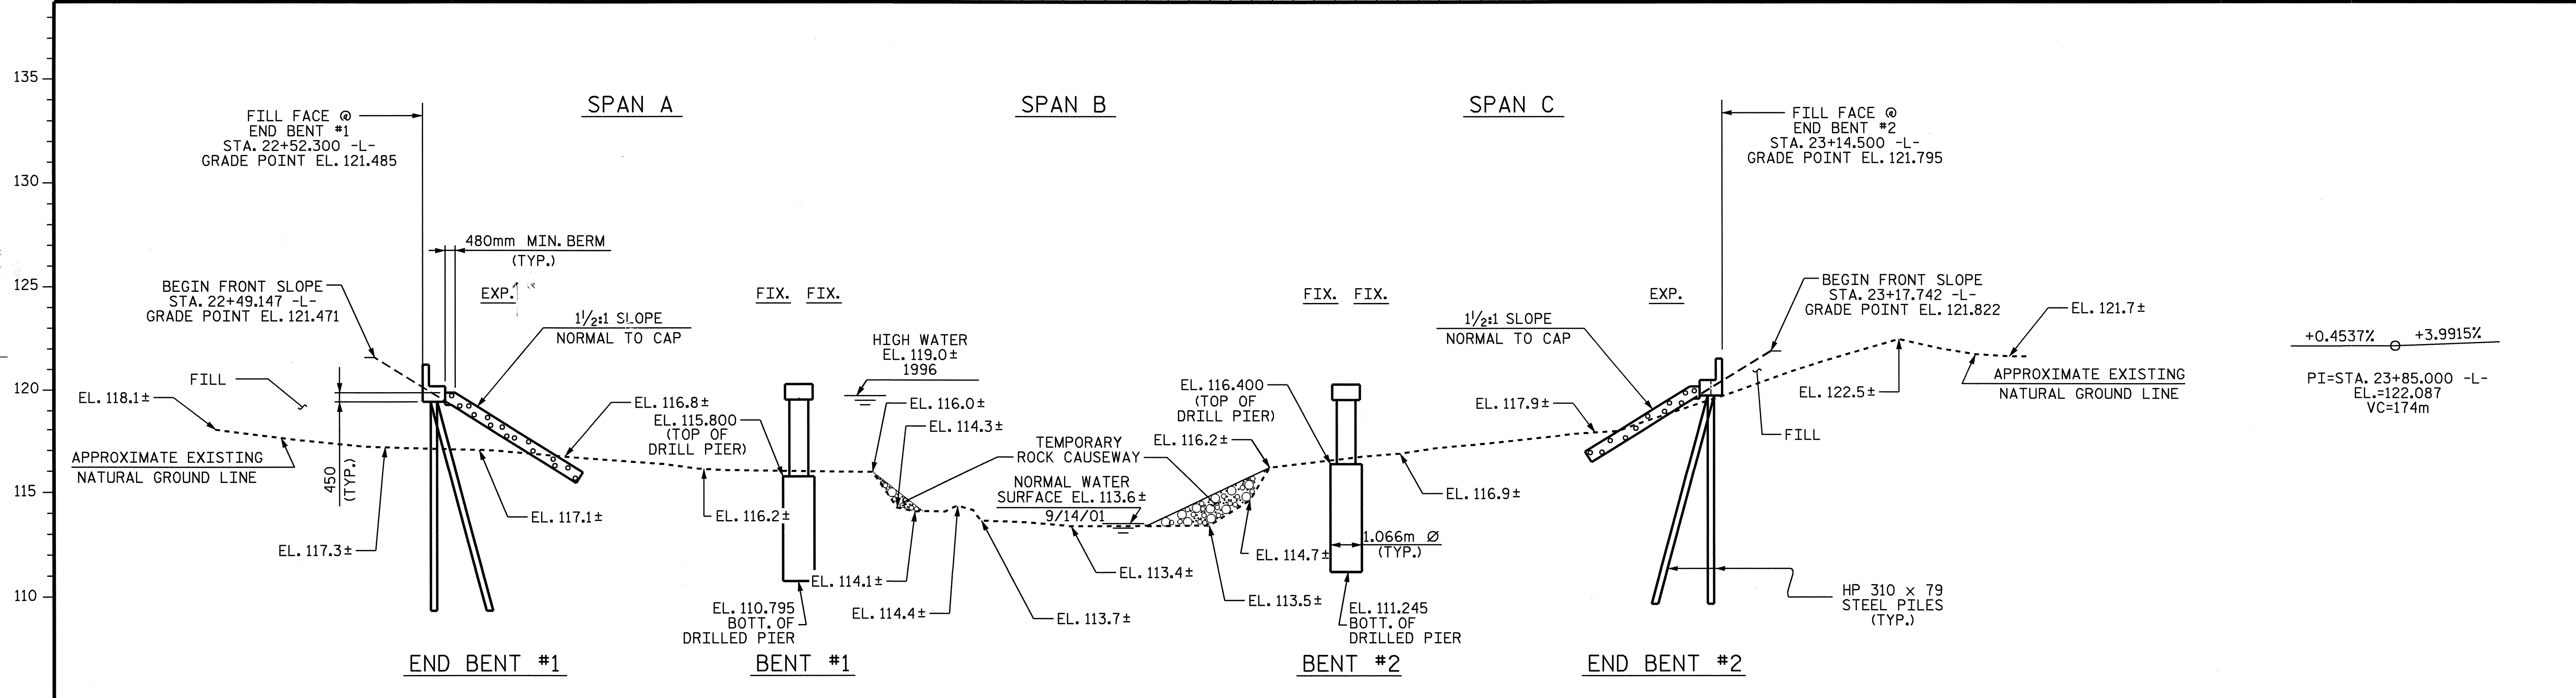 135
130
125
120
115
110
SPAN A
SPAN B
SPAN C
FILL FACE @
END BENT #1
STA. 22+52.300 -L-
GRADE POINT EL. 121.485
FILL FACE @
END BENT #2
STA. 23+14.500 -L-
GRADE POINT EL. 121.795
480mm MIN. BERM
(TYP.)
BEGIN FRONT SLOPE
STA. 22+49.147 -L-
GRADE POINT EL. 121.471
EXP.
FIX. FIX.
FIX. FIX.
EXP.
BEGIN FRONT SLOPE
STA. 23+17.742 -L-
GRADE POINT EL. 121.822
EL. 121.7±
1½:1 SLOPE
NORMAL TO CAP
HIGH WATER
EL. 119.0±
1996
1½:1 SLOPE
NORMAL TO CAP
+0.4537%
+3.9915%
PI=STA. 23+85.000 -L-
EL.=122.087
VC=174m
FILL
EL. 118.1±
EL. 116.8±
EL. 115.800
(TOP OF
DRILL PIER)
EL. 116.0±
EL. 114.3±
EL. 116.400
(TOP OF
DRILL PIER)
EL. 117.9±
EL. 122.5±
APPROXIMATE EXISTING
NATURAL GROUND LINE
APPROXIMATE EXISTING
NATURAL GROUND LINE
450
(TYP.)
TEMPORARY
ROCK CAUSEWAY
EL. 116.2±
FILL
NORMAL WATER
SURFACE EL. 113.6±
9/14/01
EL. 117.1±
EL. 116.2±
EL. 116.9±
EL. 117.3±
1.066m Ø
(TYP.)
EL. 114.7±
EL. 114.1±
EL. 113.4±
EL. 114.4±
EL. 113.7±
EL. 113.5±
HP 310 x 79
STEEL PILES
(TYP.)
EL. 110.795
BOTT. OF
DRILLED PIER
EL. 111.245
BOTT. OF
DRILLED PIER
END BENT #1
BENT #1
BENT #2
END BENT #2